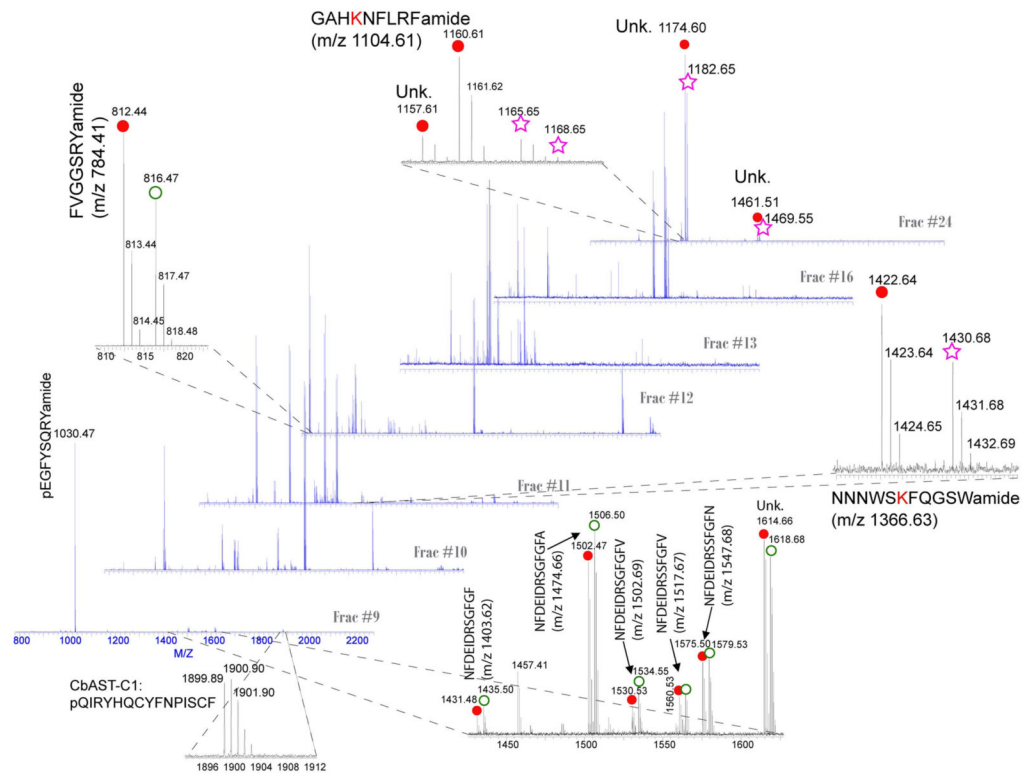 GAHKNFLRFamide
(m/z 1104.61)
1160.61
Unk.
1157.61
1161.62
1165.65
1168.65
Unk.
1174.60
1182.65
Unk.
1461.51
1469.55
Frac #24
FVGGSRYamide
(m/z 784.41)
812.44
816.47
813.44
817.47
814.45
818.48
810 815 820
Frac #16
1422.64
1430.68
1423.64
1431.68
1424.65
1432.69
NNNWSKFQGSWamide
(m/z 1366.63)
Frac #13
Frac #12
pEGFYSQRYamide
1030.47
Frac #11
Frac #10
Frac #9
800 1000 1200 1400 1600 1800 2000 2200
M/Z
CbAST-C1:
pQIRYHQCYFNPISCF
1900.90
1899.89
1901.90
1896 1900 1904 1908 1912
NFDEIDRSGFGF
(m/z 1403.62)
1431.48
1435.50
1457.41
NFDEIDRSGFGFA
(m/z 1474.66)
1506.50
1502.47
NFDEIDRSGFGFV
(m/z 1502.69)
1534.55
1530.53
NFDEIDRSSFGFV
(m/z 1517.67)
1560.53
NFDEIDRSSFGFN
(m/z 1547.68)
1575.50
1579.53
Unk.
1614.66
1618.68
1450 1500 1550 1600